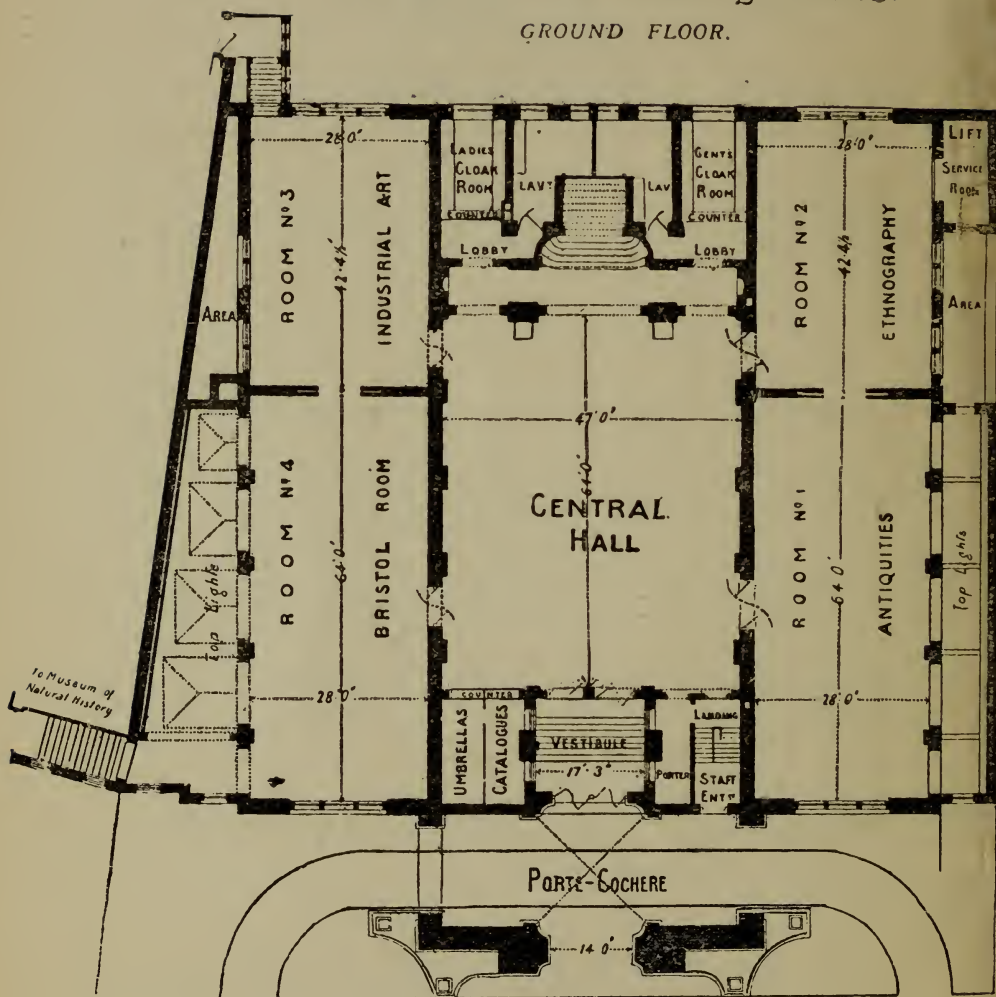 GROUND FLOOR.
28·0"
LADIES
CLOAK
ROOM
COUNTER
LAVY
LAV
GENTS
CLOAK
ROOM
COUNTER
28·0"
LIFT
SERVICE
ROOM
LOBBY
LOBBY
ROOM Nº 3
42·4½"
INDUSTRIAL ART
ROOM Nº 2
42·4½
ETHNOGRAPHY
AREA
AREA
47·0"
64·0"
CENTRAL
HALL
ROOM Nº 4
64·0"
BRISTOL ROOM
ROOM Nº 1
64 0'
ANTIQUITIES
Top Lights
Top Lights
To Museum of
Natural History
28·0"
28·0"
COUNTER
UMBRELLAS
CATALOGUES
VESTIBULE
17·3"
PORTER
LANDING
STAFF
ENTCE
PORTE-COCHERE
14 0"